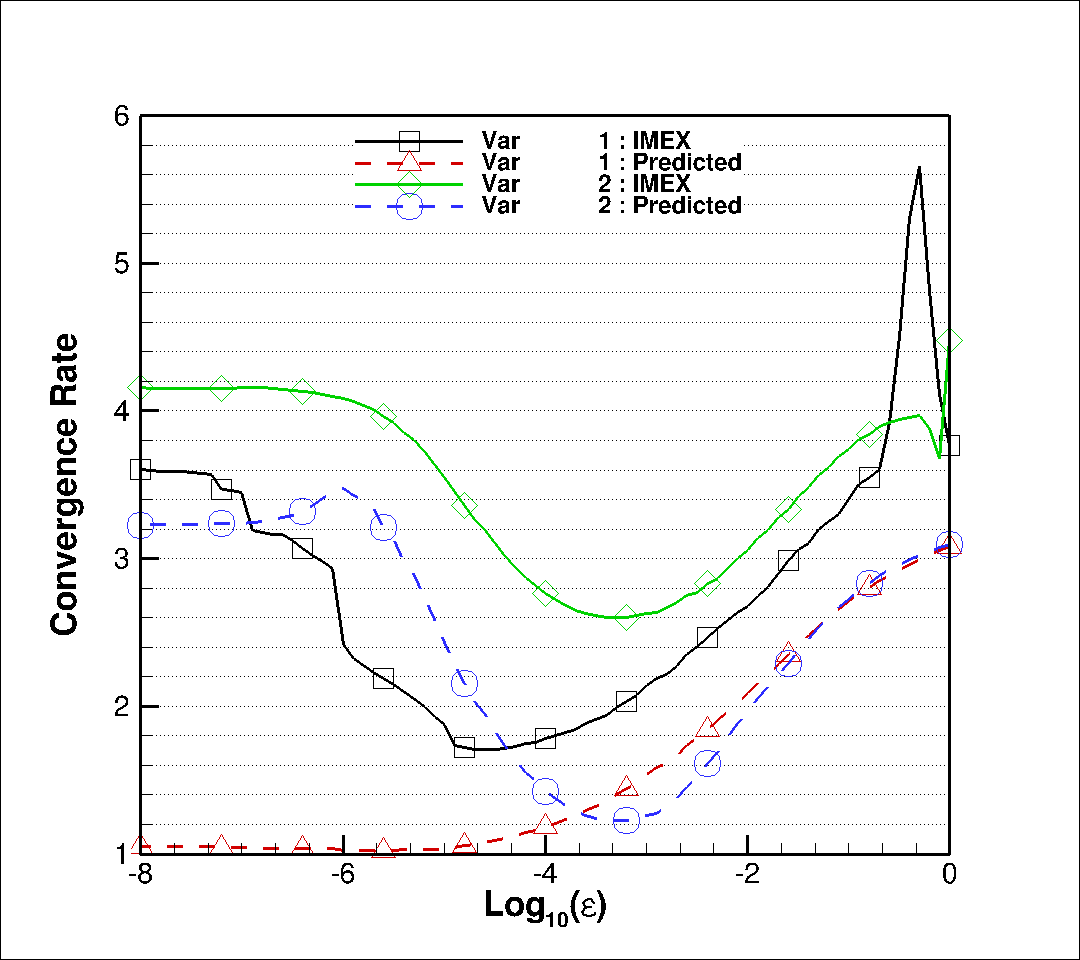 6
5
4
3
2
1
Convergence Rate
Var 1 : IMEX
Var 1 : Predicted
Var 2 : IMEX
Var 2 : Predicted
-8 -6 -4 -2 0
Log10(ε)